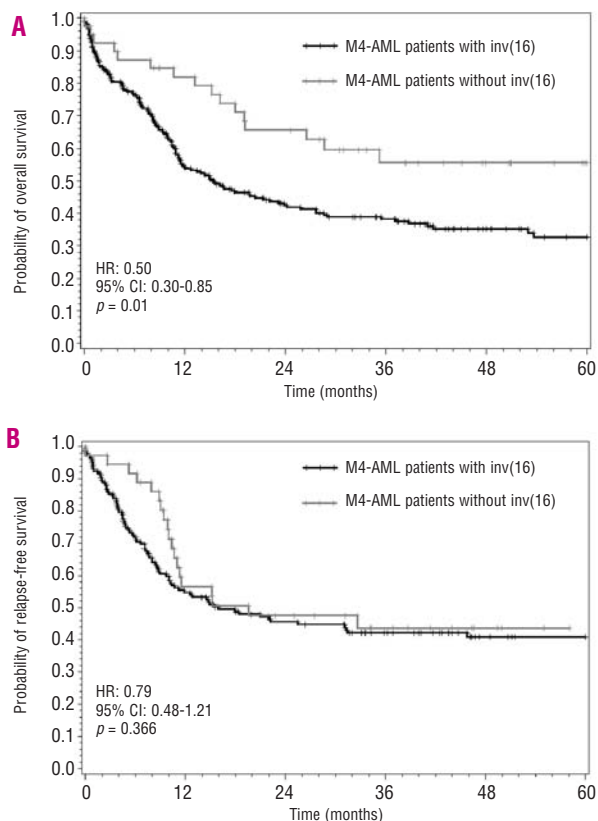 A
1.0
0.9
0.8
0.7
0.6
0.5
0.4
0.3
0.2
0.1
0.0
Probability of overall survival
M4-AML patients with inv(16)
M4-AML patients without inv(16)
HR: 0.50
95% CI: 0.30-0.85
p = 0.01
0 12 24 36 48 60
Time (months)
B
1.0
0.9
0.8
0.7
0.6
0.5
0.4
0.3
0.2
0.1
0.0
Probability of relapse-free survival
M4-AML patients with inv(16)
M4-AML patients without inv(16)
HR: 0.79
95% CI: 0.48-1.21
p = 0.366
0 12 24 36 48 60
Time (months)